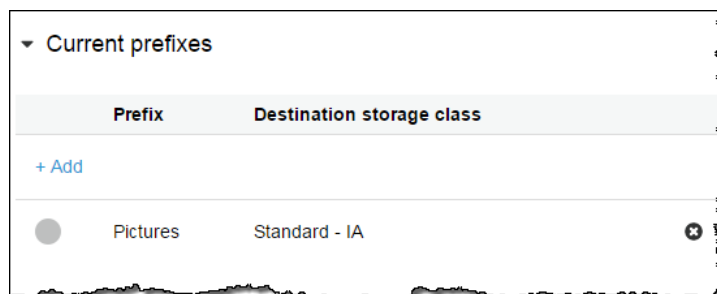 Current prefixes
Prefix Destination storage class
+ Add
Pictures Standard - IA